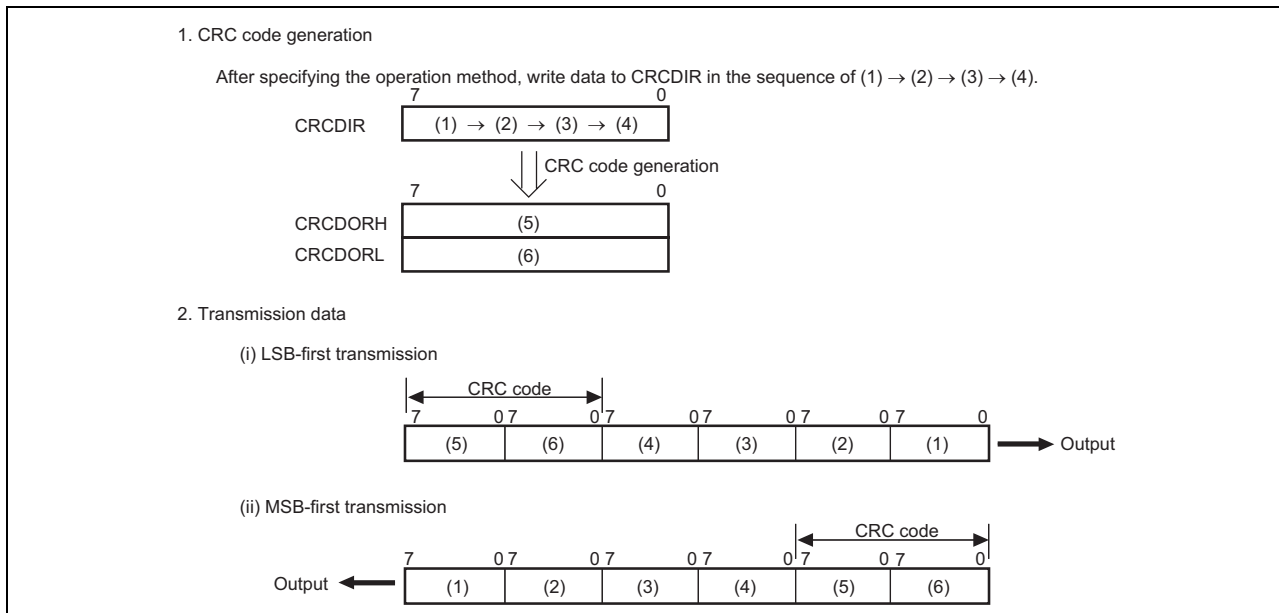 1. CRC code generation
After specifying the operation method, write data to CRCDIR in the sequence of (1) → (2) → (3) → (4).
7 0
CRCDIR (1) → (2) → (3) → (4)
CRC code generation
7 0
CRCDORH (5)
CRCDORL (6)
2. Transmission data
(i) LSB-first transmission
CRC code
7 0 7 0 7 0 7 0 7 0 7 0
(5) (6) (4) (3) (2) (1) Output
(ii) MSB-first transmission
CRC code
7 0 7 0 7 0 7 0 7 0 7 0
Output (1) (2) (3) (4) (5) (6)